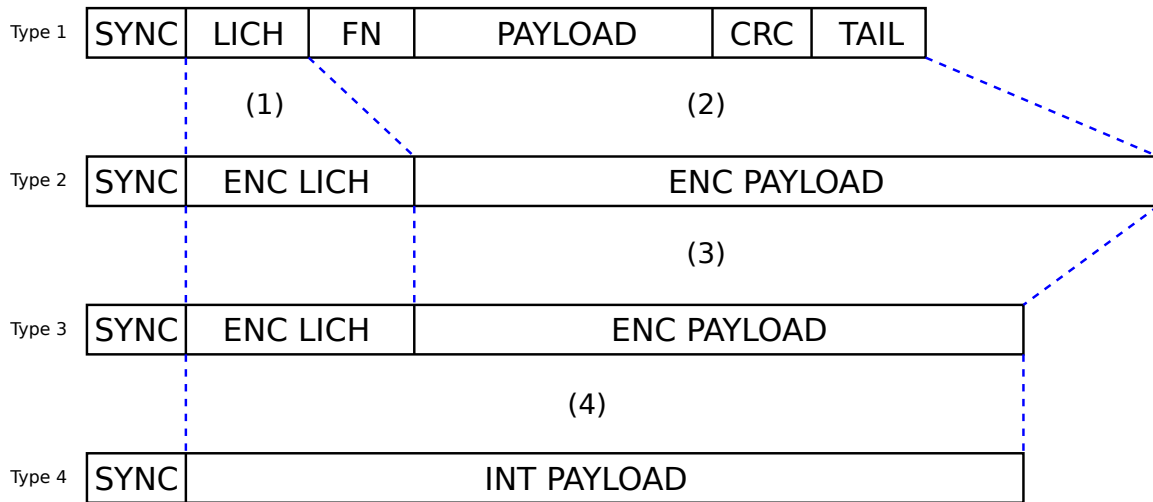 Type 1 SYNC LICH FN PAYLOAD CRC TAIL
(1) (2)
Type 2 SYNC ENC LICH ENC PAYLOAD
(3)
Type 3 SYNC ENC LICH ENC PAYLOAD
(4)
Type 4 SYNC INT PAYLOAD